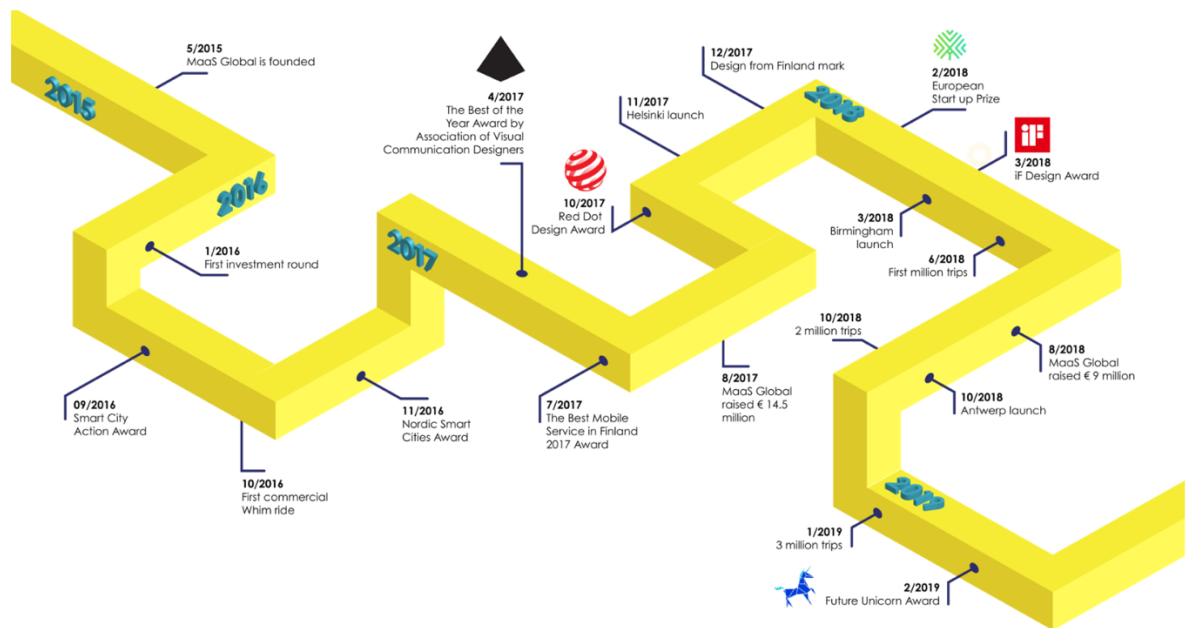 2015
5/2015
MaaS Global is founded
2016
1/2016
First investment round
09/2016
Smart City
Action Award
10/2016
First commercial
Whim ride
11/2016
Nordic Smart
Cities Award
2017
4/2017
The Best of the
Year Award by
Association of Visual
Communication Designers
7/2017
The Best Mobile
Service in Finland
2017 Award
8/2017
MaaS Global
raised € 14.5
million
10/2017
Red Dot
Design Award
11/2017
Helsinki launch
12/2017
Design from Finland mark
2018
2/2018
European
Start up Prize
iF
3/2018
iF Design Award
3/2018
Birmingham
launch
6/2018
First million trips
8/2018
MaaS Global
raised € 9 million
10/2018
2 million trips
10/2018
Antwerp launch
2019
1/2019
3 million trips
2/2019
Future Unicorn Award